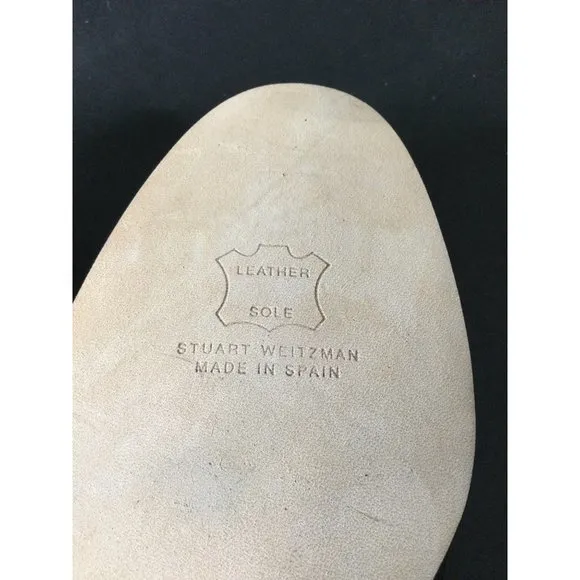 LEATHER
SOLE
STUART WEITZMAN
MADE IN SPAIN